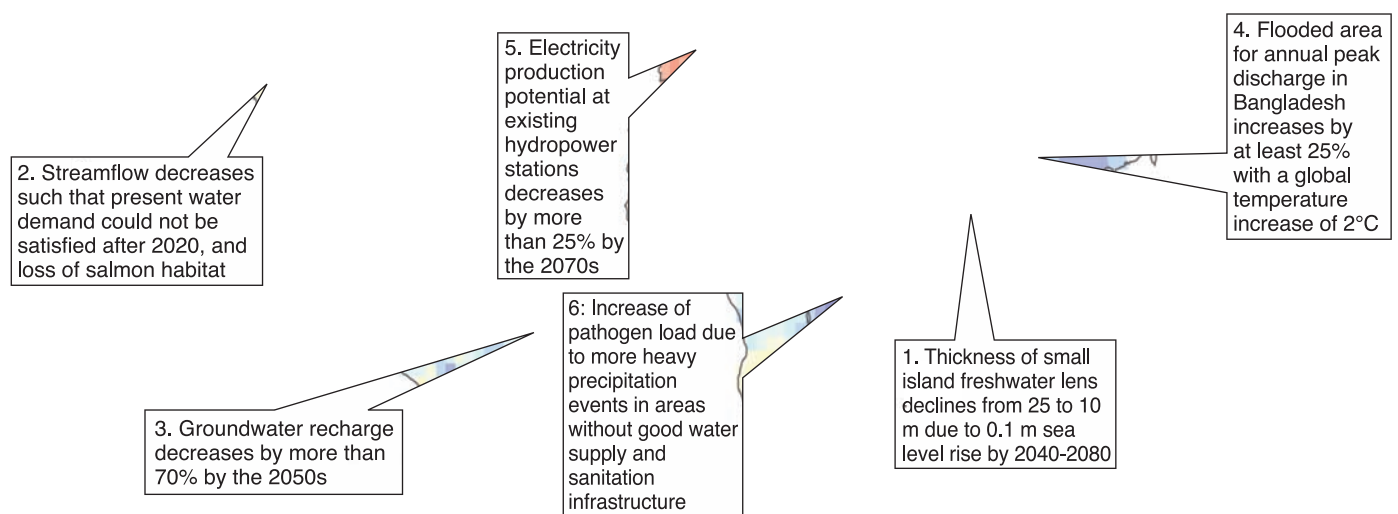 2. Streamflow decreases
such that present water
demand could not be
satisfied after 2020, and
loss of salmon habitat
3. Groundwater recharge
decreases by more than
70% by the 2050s
5. Electricity
production
potential at
existing
hydropower
stations
decreases
by more
than 25% by
the 2070s
6: Increase of
pathogen load due
to more heavy
precipitation
events in areas
without good water
supply and
sanitation
infrastructure
1. Thickness of small
island freshwater lens
declines from 25 to 10
m due to 0.1 m sea
level rise by 2040-2080
4. Flooded area
for annual peak
discharge in
Bangladesh
increases by
at least 25%
with a global
temperature
increase of 2°C